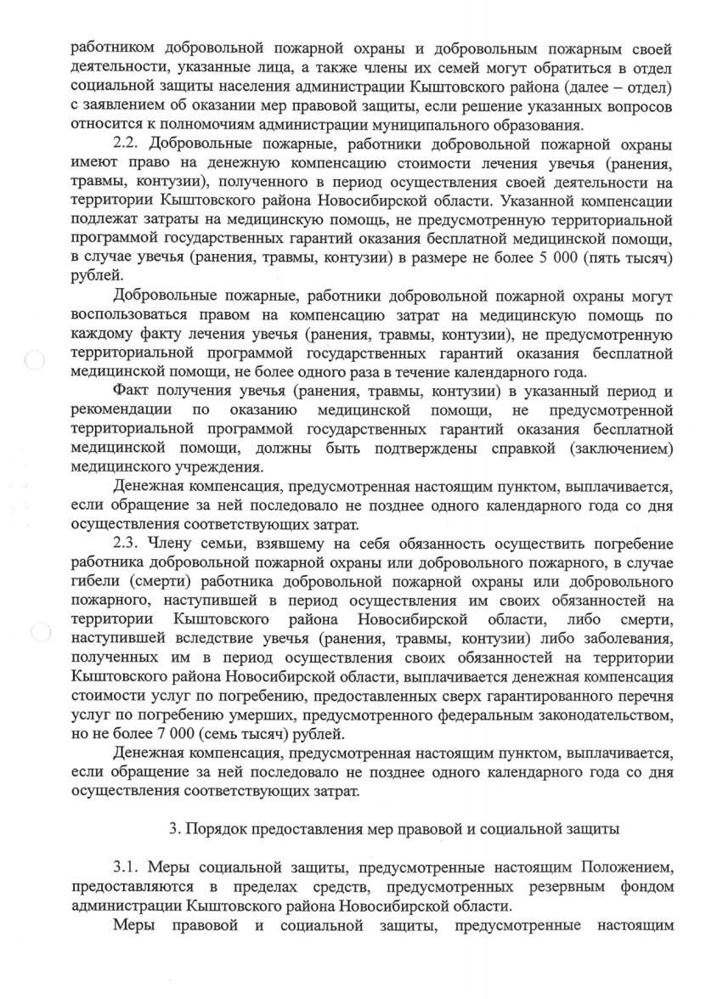 работником добровольной пожарной охраны и добровольным пожарным своей
деятельности, указанные лица, а также члены их семей могут обратиться в отдел
социальной защиты населения администрации Кыштовского района (далее – отдел)
с заявлением об оказании мер правовой защиты, если решение указанных вопросов
относится к полномочиям администрации муниципального образования.
2.2. Добровольные пожарные, работники добровольной пожарной охраны
имеют право на денежную компенсацию стоимости лечения увечья (ранения,
травмы, контузии), полученного в период осуществления своей деятельности на
территории Кыштовского района Новосибирской области. Указанной компенсации
подлежат затраты на медицинскую помощь, не предусмотренную территориальной
программой государственных гарантий оказания бесплатной медицинской помощи,
в случае увечья (ранения, травмы, контузии) в размере не более 5 000 (пять тысяч)
рублей.
Добровольные пожарные, работники добровольной пожарной охраны могут
воспользоваться правом на компенсацию затрат на медицинскую помощь по
каждому факту лечения увечья (ранения, травмы, контузии), не предусмотренную
территориальной программой государственных гарантий оказания бесплатной
медицинской помощи, не более одного раза в течение календарного года.
Факт получения увечья (ранения, травмы, контузии) в указанный период и
рекомендации по оказанию медицинской помощи, не предусмотренной
территориальной программой государственных гарантий оказания бесплатной
медицинской помощи, должны быть подтверждены справкой (заключением)
медицинского учреждения.
Денежная компенсация, предусмотренная настоящим пунктом, выплачивается,
если обращение за ней последовало не позднее одного календарного года со дня
осуществления соответствующих затрат.
2.3. Члену семьи, взявшему на себя обязанность осуществить погребение
работника добровольной пожарной охраны или добровольного пожарного, в случае
гибели (смерти) работника добровольной пожарной охраны или добровольного
пожарного, наступившей в период осуществления им своих обязанностей на
территории Кыштовского района Новосибирской области, либо смерти,
наступившей вследствие увечья (ранения, травмы, контузии) либо заболевания,
полученных им в период осуществления своих обязанностей на территории
Кыштовского района Новосибирской области, выплачивается денежная компенсация
стоимости услуг по погребению, предоставленных сверх гарантированного перечня
услуг по погребению умерших, предусмотренного федеральным законодательством,
но не более 7 000 (семь тысяч) рублей.
Денежная компенсация, предусмотренная настоящим пунктом, выплачивается,
если обращение за ней последовало не позднее одного календарного года со дня
осуществления соответствующих затрат.
3. Порядок предоставления мер правовой и социальной защиты
3.1. Меры социальной защиты, предусмотренные настоящим Положением,
предоставляются в пределах средств, предусмотренных резервным фондом
администрации Кыштовского района Новосибирской области.
Меры правовой и социальной защиты, предусмотренные настоящим